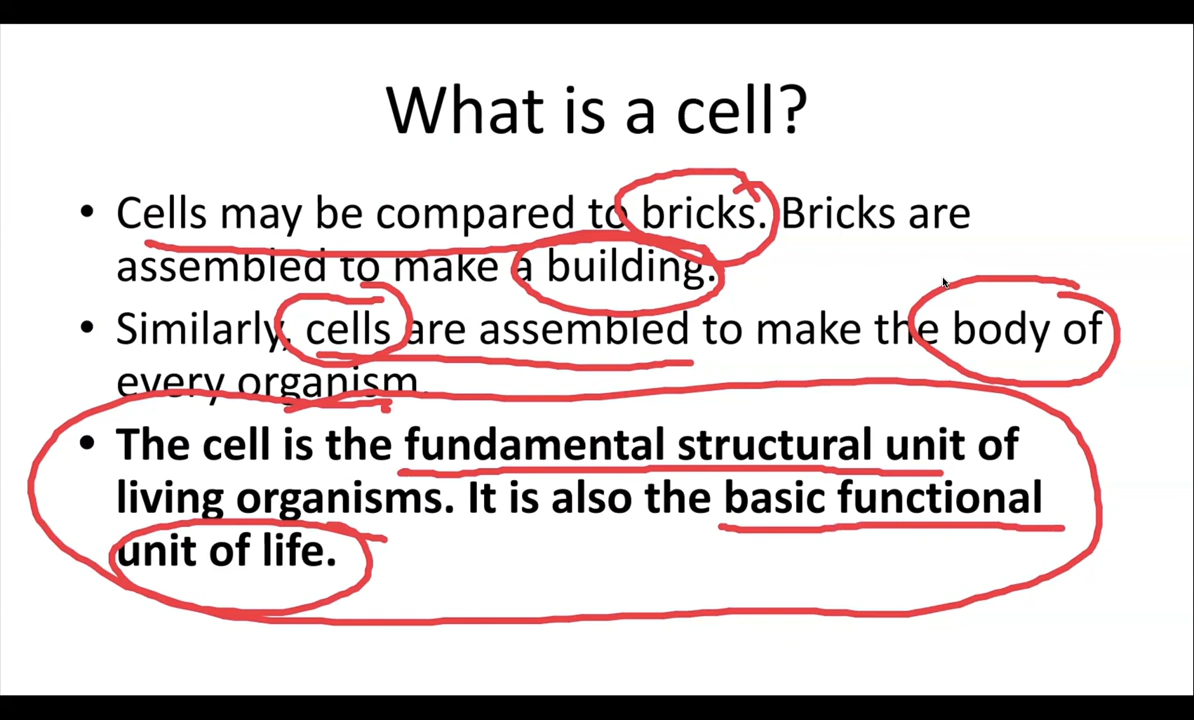 What is a cell?
• Cells may be compared to bricks. Bricks are
assembled to make a building.
• Similarly, cells are assembled to make the body of
every organism.
• The cell is the fundamental structural unit of
living organisms. It is also the basic functional
unit of life.